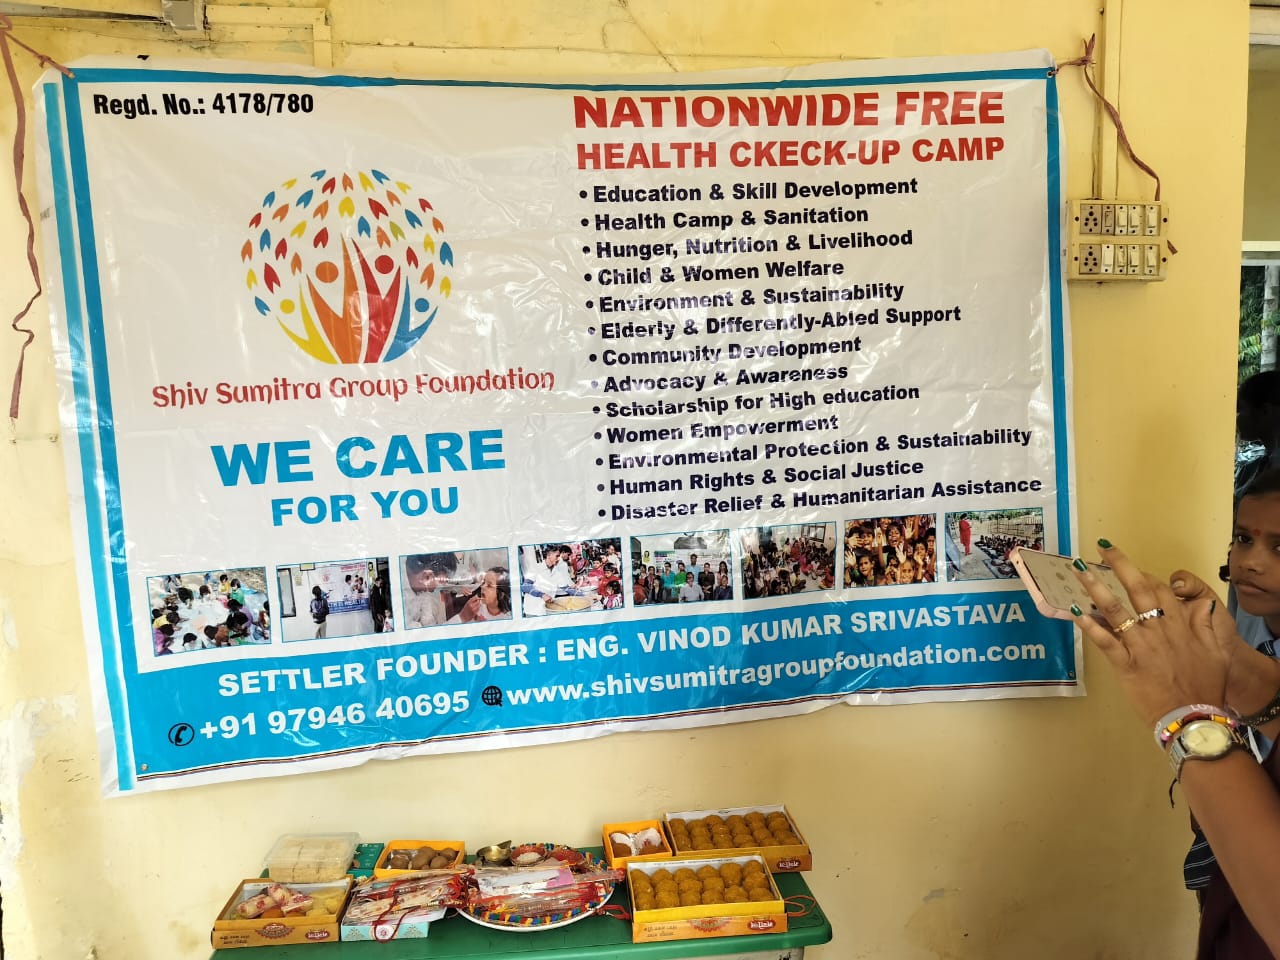 Regd. No.: 4178/780
Shiv Sumitra Group Foundation
WE CARE
FOR YOU
NATIONWIDE FREE
HEALTH CKECK-UP CAMP
• Education & Skill Development
• Health Camp & Sanitation
• Hunger, Nutrition & Livelihood
• Child & Women Welfare
• Environment & Sustainability
• Elderly & Differently-Abled Support
• Community Development
• Advocacy & Awareness
• Scholarship for High education
• Women Empowerment
• Environmental Protection & Sustainability
• Human Rights & Social Justice
• Disaster Relief & Humanitarian Assistance
SETTLER FOUNDER : ENG. VINOD KUMAR SRIVASTAVA
+91 97946 40695 www.shivsumitragroupfoundation.com